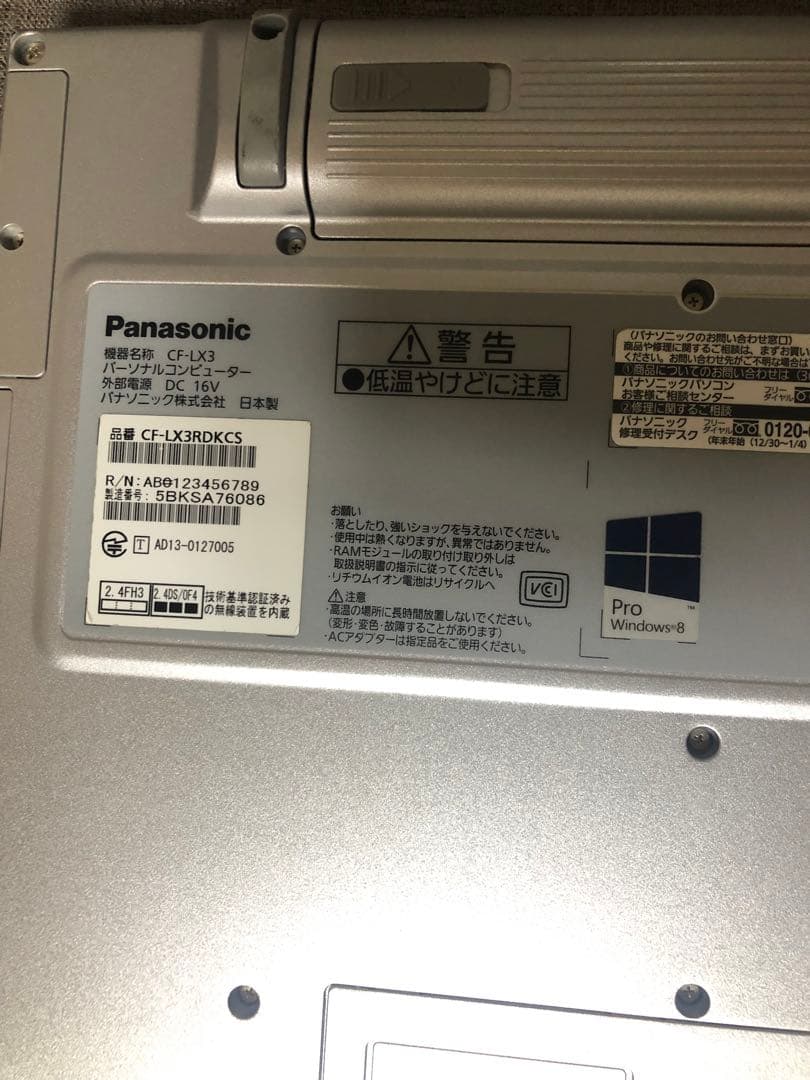 Panasonic
機器名称 CF-LX3
パーソナルコンピューター
外部電源 DC 16V
パナソニック株式会社 日本製
品番 CF-LX3RDKCS
R/N: AB0123456789
製造番号: 5BKSA76086
T AD13-0127005
2.4FH3
2.4DS/OF4
技術基準認証済み
の無線装置を内蔵
警告
●低温やけどに注意
お願い
・落としたり、強いショックを与えないでください。
・使用中は熱くなりますが、異常ではありません。
・RAMモジュールの取り付け取り外しは
取扱説明書の指示に従ってください。
・リチウムイオン電池はリサイクルへ
注意
・高温の場所に長時間放置しないでください。
(変形・変色・故障することがあります)
・ACアダプターは指定品をご使用ください。
VCI
(パナソニックのお問い合わせ窓口)
商品や修理に関するご相談は、まずお買い
ください。お問い合わせ先がご不明な場合は
①商品についてのお問い合わせは
パナソニックパソコン
お客様ご相談センター
フリーダイヤル
②修理に関するご相談
パナソニック
修理受付デスク
フリーダイヤル 0120-
(年末年始 (12/30〜1/4)
Pro
Windows 8